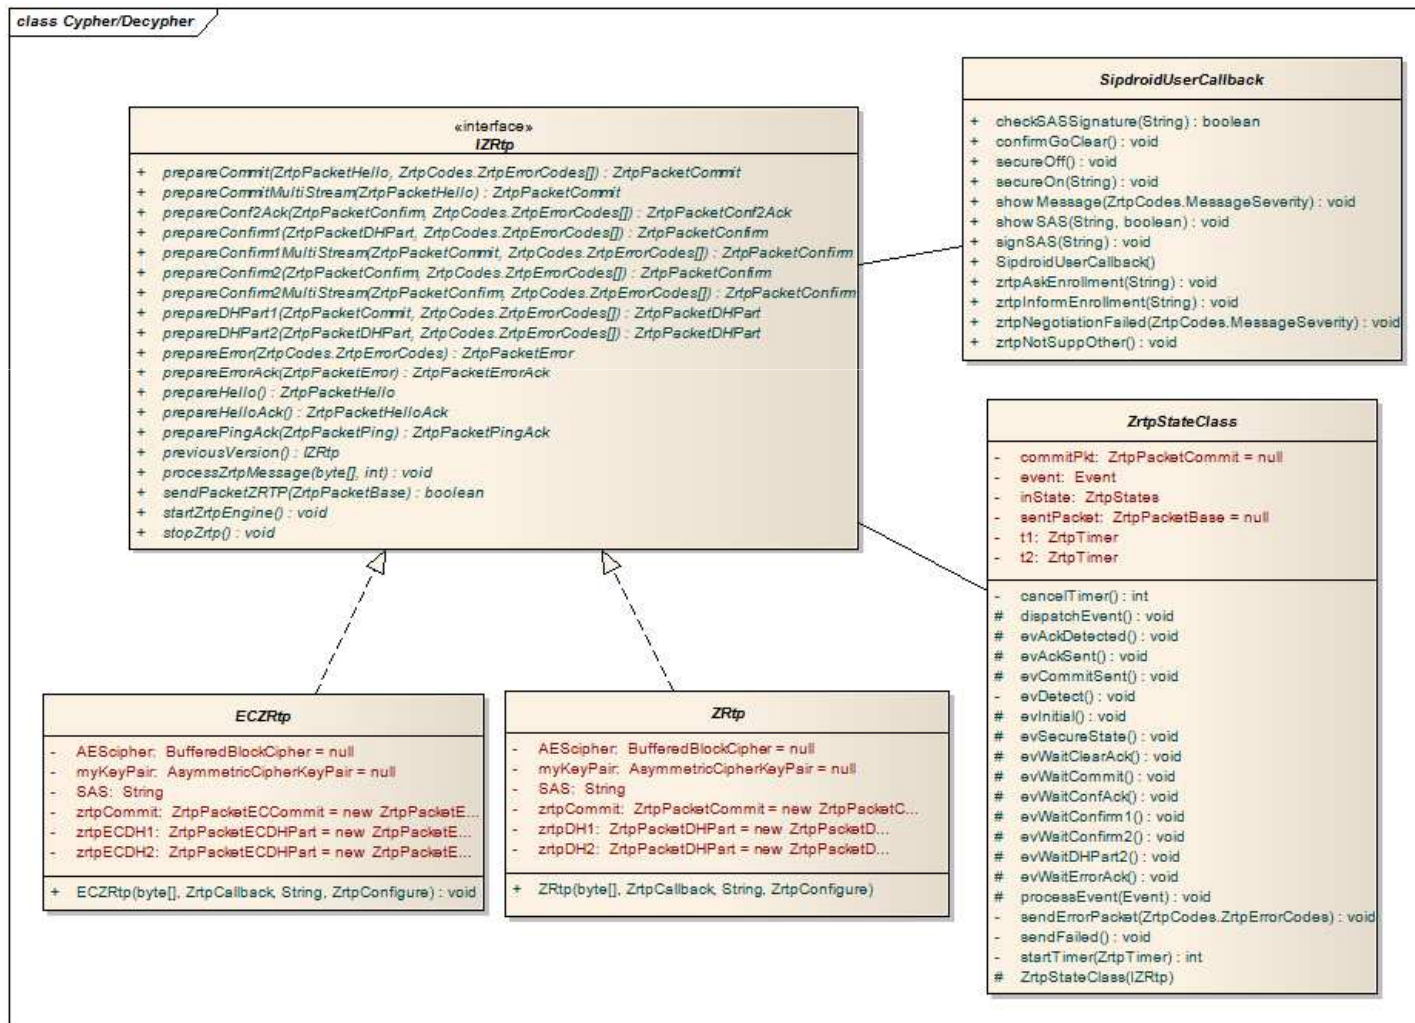 class Cypher/Decypher
«interface»
IZRtp
+ prepareCommit(ZrtpPacketHello, ZrtpCodes.ZrtpErrorCodes[]) : ZrtpPacketCommit
+ prepareCommitMultiStream(ZrtpPacketHello) : ZrtpPacketCommit
+ prepareConf2Ack(ZrtpPacketConfirm, ZrtpCodes.ZrtpErrorCodes[]) : ZrtpPacketConf2Ack
+ prepareConfirm1(ZrtpPacketDHPart, ZrtpCodes.ZrtpErrorCodes[]) : ZrtpPacketConfirm
+ prepareConfirm1MultiStream(ZrtpPacketCommit, ZrtpCodes.ZrtpErrorCodes[]) : ZrtpPacketConfirm
+ prepareConfirm2(ZrtpPacketConfirm, ZrtpCodes.ZrtpErrorCodes[]) : ZrtpPacketConfirm
+ prepareConfirm2MultiStream(ZrtpPacketConfirm, ZrtpCodes.ZrtpErrorCodes[]) : ZrtpPacketConfirm
+ prepareDHPart1(ZrtpPacketCommit, ZrtpCodes.ZrtpErrorCodes[]) : ZrtpPacketDHPart
+ prepareDHPart2(ZrtpPacketDHPart, ZrtpCodes.ZrtpErrorCodes[]) : ZrtpPacketDHPart
+ prepareError(ZrtpCodes.ZrtpErrorCodes) : ZrtpPacketError
+ prepareErrorAck(ZrtpPacketError) : ZrtpPacketErrorAck
+ prepareHello() : ZrtpPacketHello
+ prepareHelloAck() : ZrtpPacketHelloAck
+ preparePingAck(ZrtpPacketPing) : ZrtpPacketPingAck
+ previousVersion() : IZRtp
+ processZrtpMessage(byte[], int) : void
+ sendPacketZRTP(ZrtpPacketBase) : boolean
+ startZrtpEngine() : void
+ stopZrtp() : void
SipdroidUserCallback
+ checkSASSignature(String) : boolean
+ confirmGoClear() : void
+ secureOff() : void
+ secureOn(String) : void
+ showMessage(ZrtpCodes.MessageSeverity) : void
+ showSAS(String, boolean) : void
+ signSAS(String) : void
+ SipdroidUserCallback()
+ zrtpAskEnrollment(String) : void
+ zrtpInformEnrollment(String) : void
+ zrtpNegotiationFailed(ZrtpCodes.MessageSeverity) : void
+ zrtpNotSuppOther() : void
ZrtpStateClass
- commitPkt: ZrtpPacketCommit = null
- event: Event
- inState: ZrtpStates
- sentPacket: ZrtpPacketBase = null
- t1: ZrtpTimer
- t2: ZrtpTimer
- cancelTimer() : int
# dispatchEvent() : void
# evAckDetected() : void
# evAckSent() : void
# evCommitSent() : void
- evDetect() : void
# evInitial() : void
# evSecureState() : void
# evWaitClearAck() : void
# evWaitCommit() : void
# evWaitConfAck() : void
# evWaitConfirm1() : void
# evWaitConfirm2() : void
# evWaitDHPart2() : void
# evWaitErrorAck() : void
# processEvent(Event) : void
- sendErrorPacket(ZrtpCodes.ZrtpErrorCodes) : void
- sendFailed() : void
- startTimer(ZrtpTimer) : int
# ZrtpStateClass(IZRtp)
ECZRtp
- AEScipher: BufferedBlockCipher = null
- myKeyPair: AsymmetricCipherKeyPair = null
- SAS: String
- zrtpCommit: ZrtpPacketECCommit = new ZrtpPacketE...
- zrtpECDH1: ZrtpPacketECDHPart = new ZrtpPacketE...
- zrtpECDH2: ZrtpPacketECDHPart = new ZrtpPacketE...
+ ECZRtp(byte[], ZrtpCallback, String, ZrtpConfigure) : void
ZRtp
- AEScipher: BufferedBlockCipher = null
- myKeyPair: AsymmetricCipherKeyPair = null
- SAS: String
- zrtpCommit: ZrtpPacketCommit = new ZrtpPacketC...
- zrtpDH1: ZrtpPacketDHPart = new ZrtpPacketD...
- zrtpDH2: ZrtpPacketDHPart = new ZrtpPacketD...
+ ZRtp(byte[], ZrtpCallback, String, ZrtpConfigure)